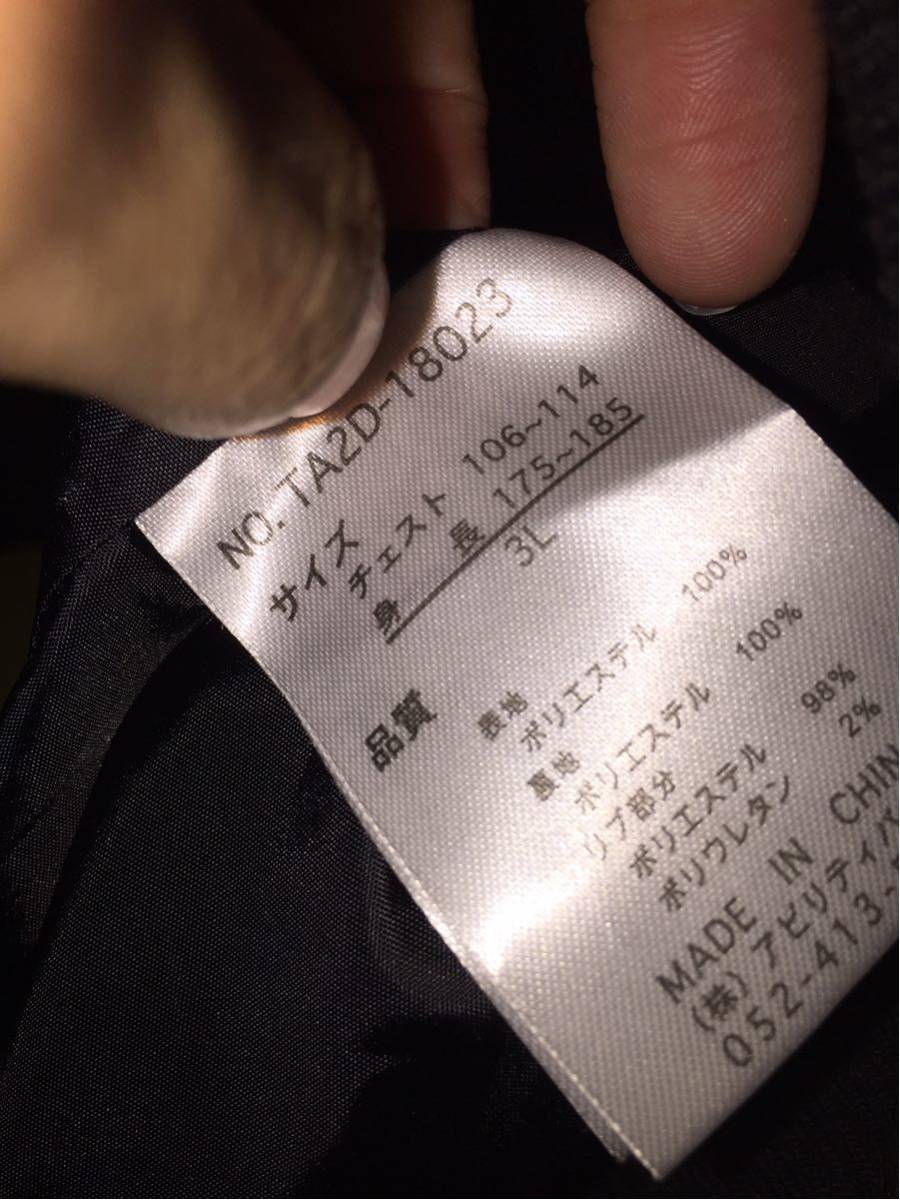 NO. TA2D-18023
サイズ
チェスト 106~114
身 長 175~185
3L
品質
表地
ポリエステル 100%
裏地
ポリエステル 100%
リブ部分
ポリエステル 98%
ポリウレタン 2%
MADE IN CHIN
(株)アビリティ
052-413-